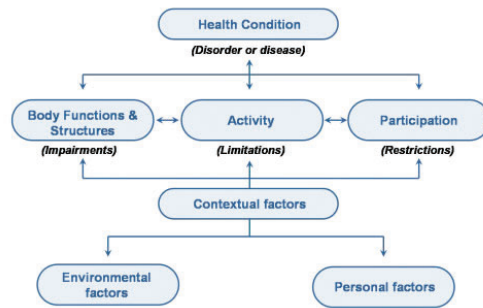 Health Condition
(Disorder or disease)
Body Functions &
Structures
Activity
Participation
(Impairments)
(Limitations)
(Restrictions)
Contextual factors
Environmental
factors
Personal factors